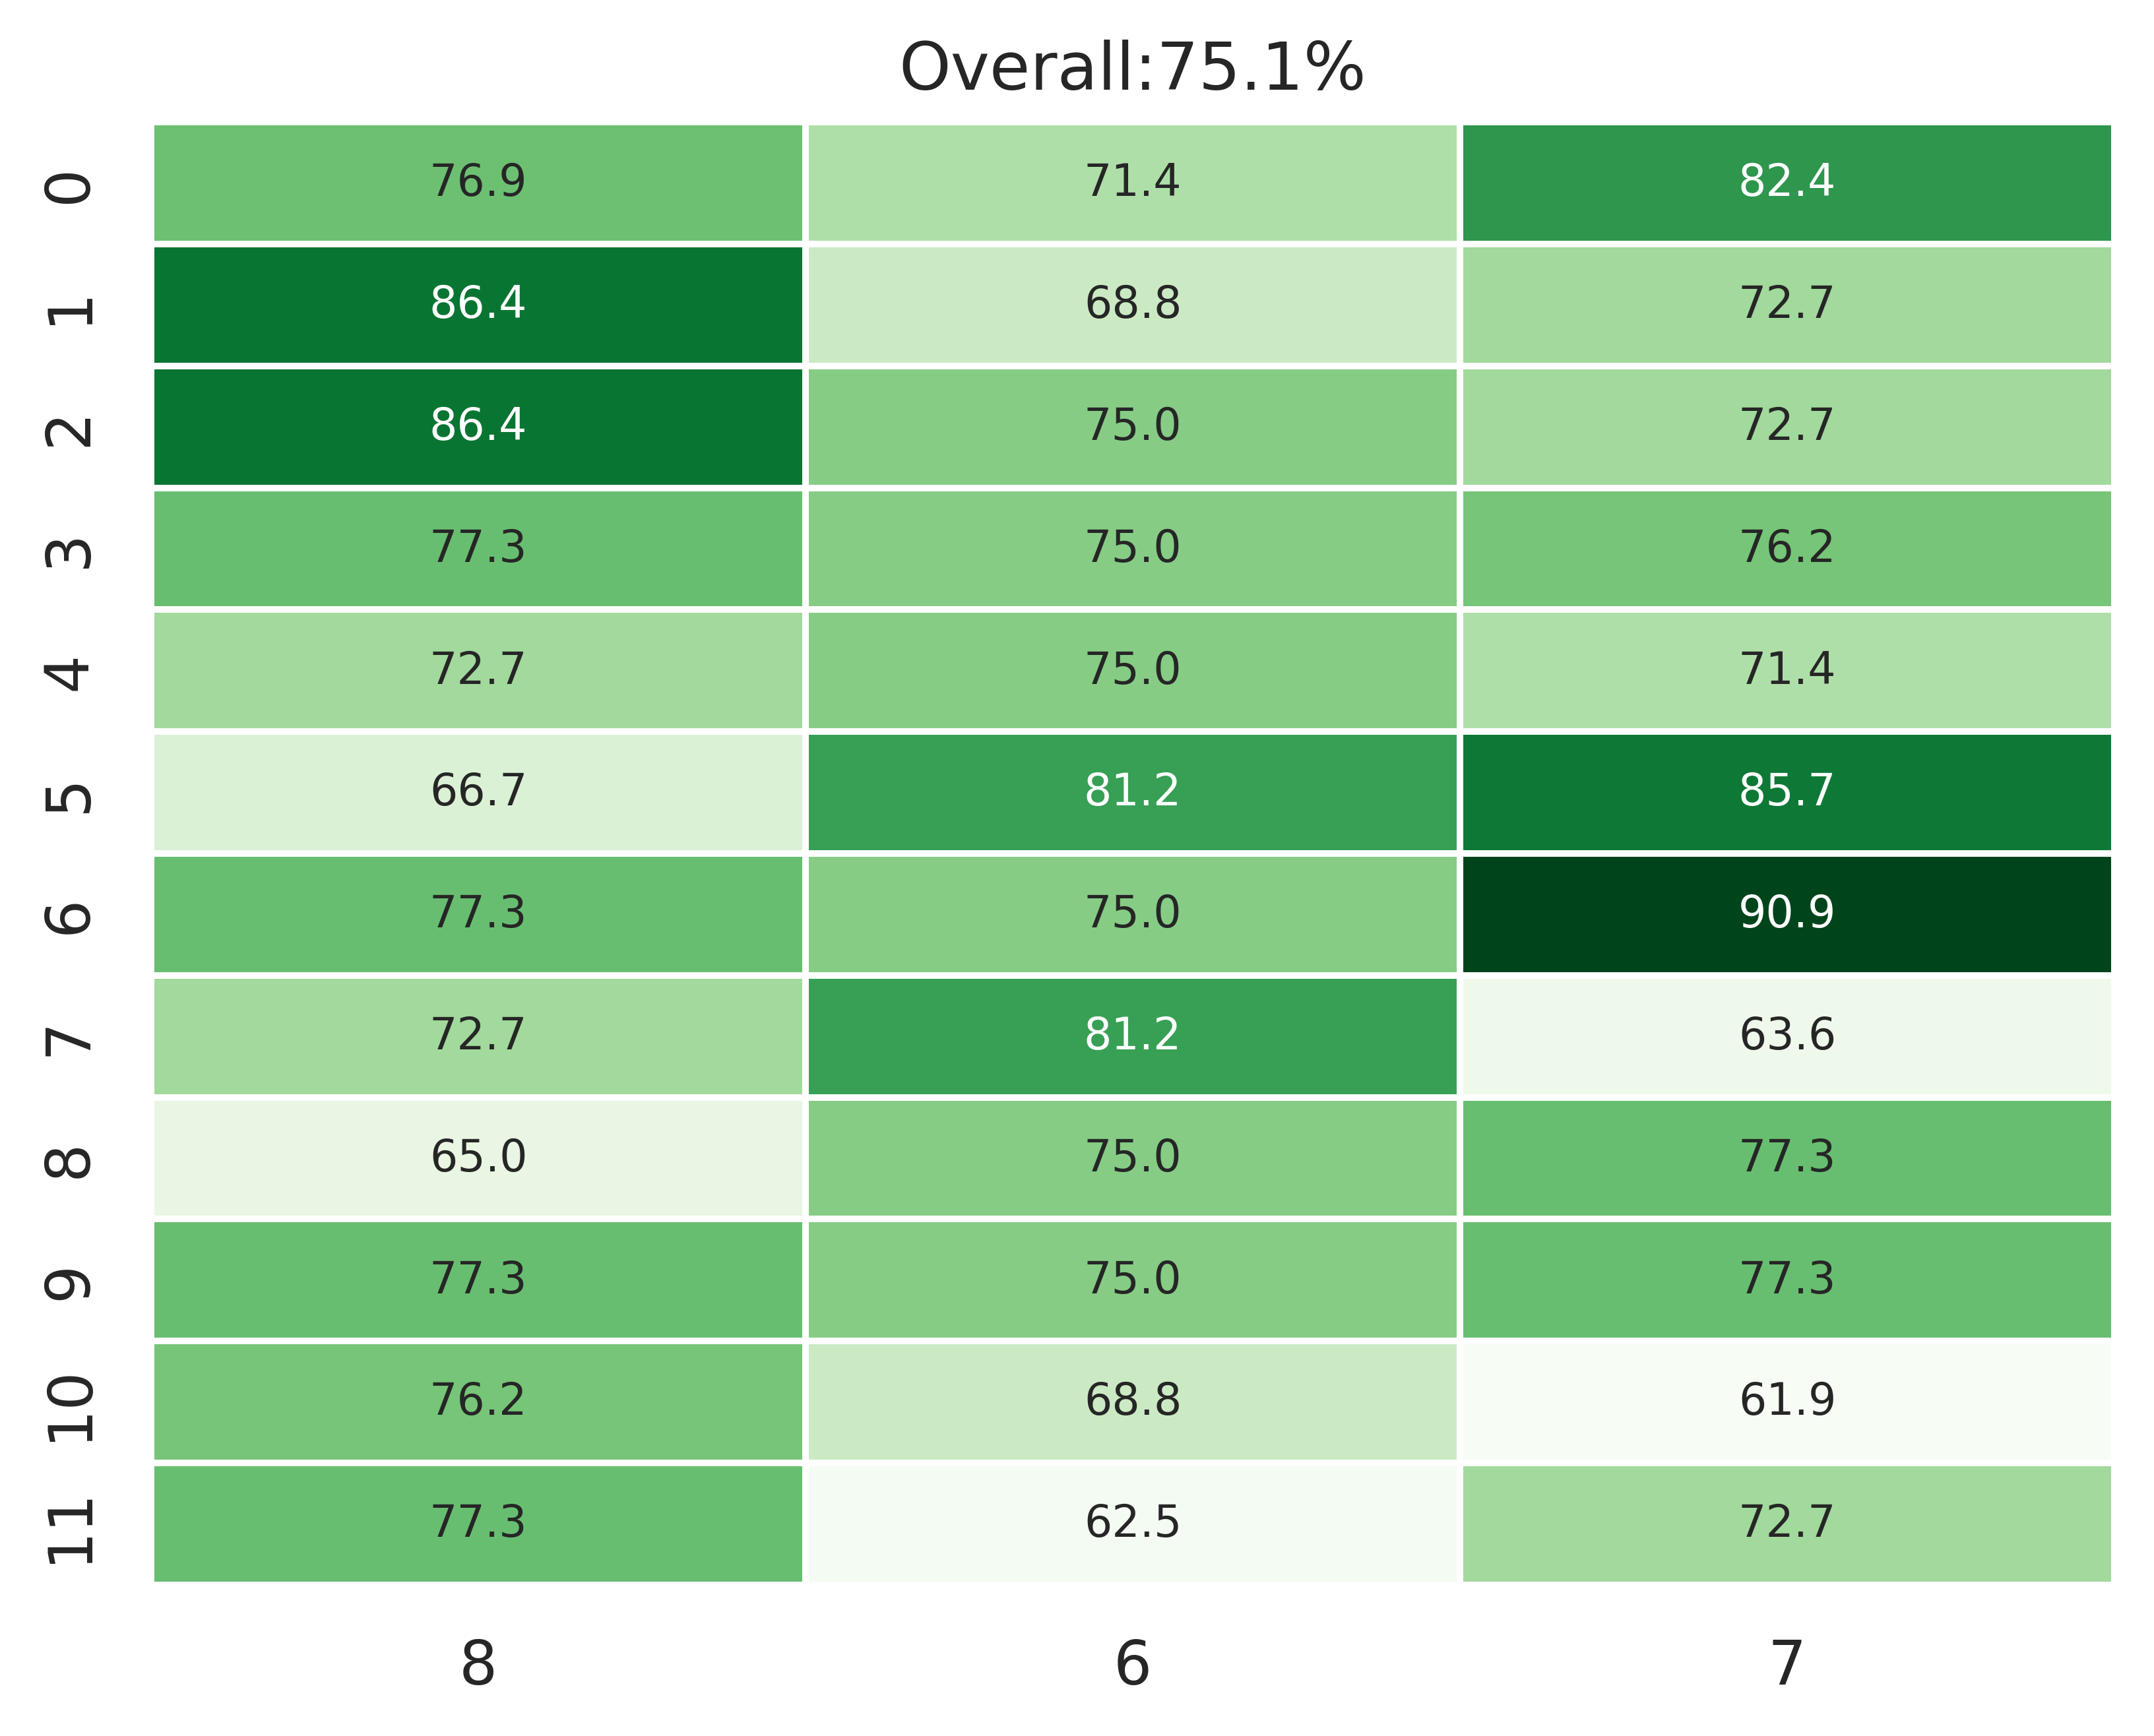 Overall:75.1%
0 76.9 71.4 82.4
1 86.4 68.8 72.7
2 86.4 75.0 72.7
3 77.3 75.0 76.2
4 72.7 75.0 71.4
5 66.7 81.2 85.7
6 77.3 75.0 90.9
7 72.7 81.2 63.6
8 65.0 75.0 77.3
9 77.3 75.0 77.3
10 76.2 68.8 61.9
11 77.3 62.5 72.7
8 6 7